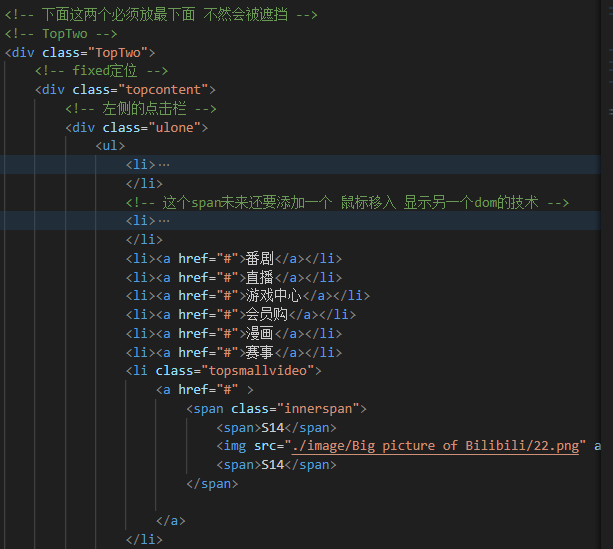 <!-- 下面这两个必须放最下面 不然会被遮挡 -->
<!-- TopTwo -->
<div class="TopTwo">
<!-- fixed定位 -->
<div class="topcontent">
<!-- 左侧的点击栏 -->
<div class="ulone">
<ul>
<li>…
</li>
<!-- 这个span未来还要添加一个 鼠标移入 显示另一个dom的技术 -->
<li>…
</li>
<li><a href="#">番剧</a></li>
<li><a href="#">直播</a></li>
<li><a href="#">游戏中心</a></li>
<li><a href="#">会员购</a></li>
<li><a href="#">漫画</a></li>
<li><a href="#">赛事</a></li>
<li class="topsmallvideo">
<a href="#" >
<span class="innerspan">
<span>S14</span>
<img src="./image/Big picture of Bilibili/22.png" a
<span>S14</span>
</span>
</a>
</li>